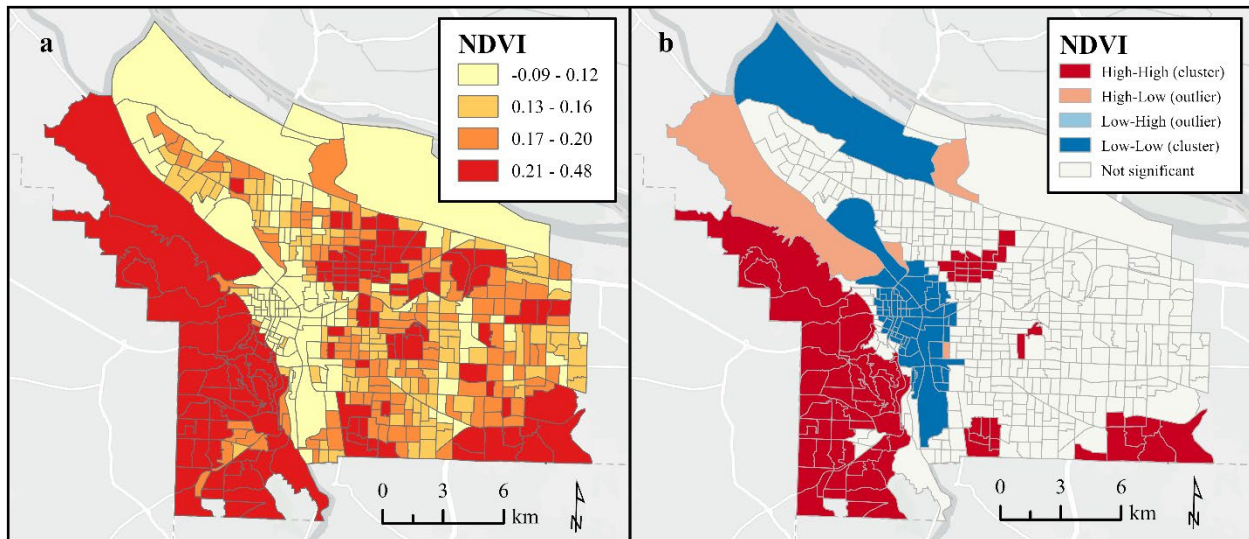 a
NDVI
-0.09 - 0.12
0.13 - 0.16
0.17 - 0.20
0.21 - 0.48
0 3 6
km
N
b
NDVI
High-High (cluster)
High-Low (outlier)
Low-High (outlier)
Low-Low (cluster)
Not significant
0 3 6
km
N